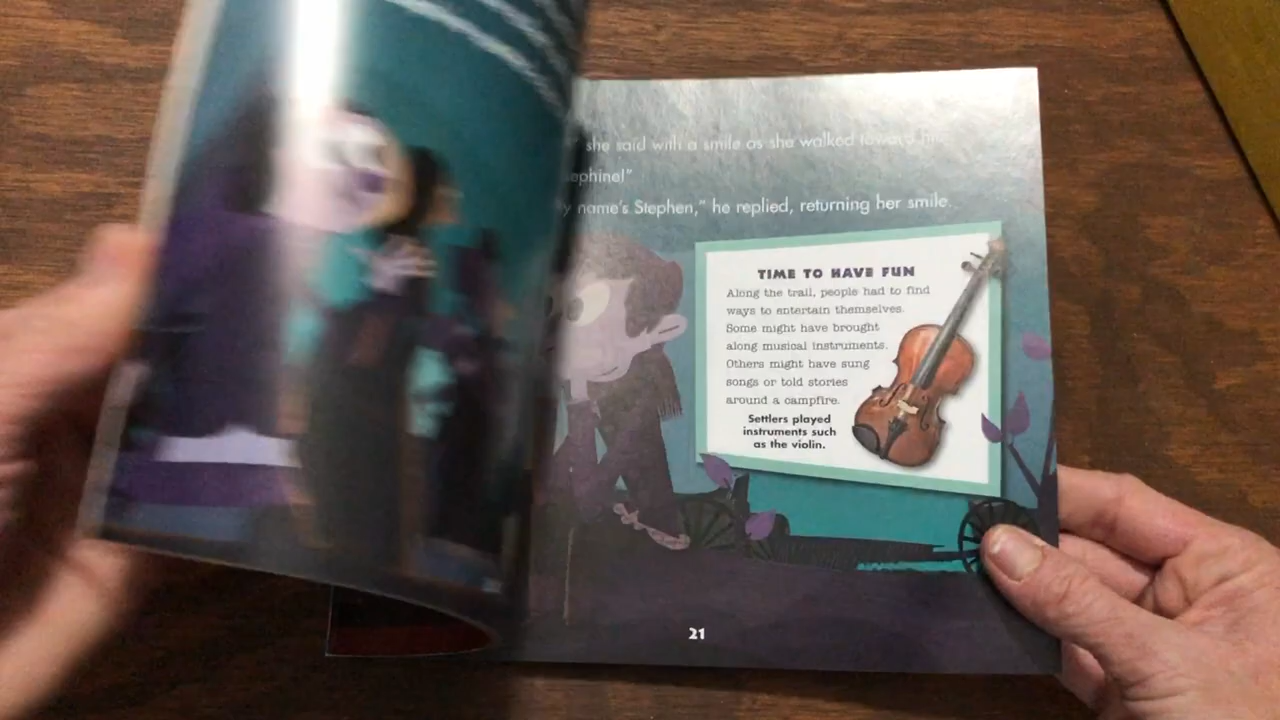 she said with a smile as she walked toward
ephine!”
name's Stephen,” he replied, returning her smile.
TIME TO HAVE FUN
Along the trail, people had to find
ways to entertain themselves.
Some might have brought
along musical instruments.
Others might have sung
songs or told stories
around a campfire.
Settlers played
instruments such
as the violin.
21